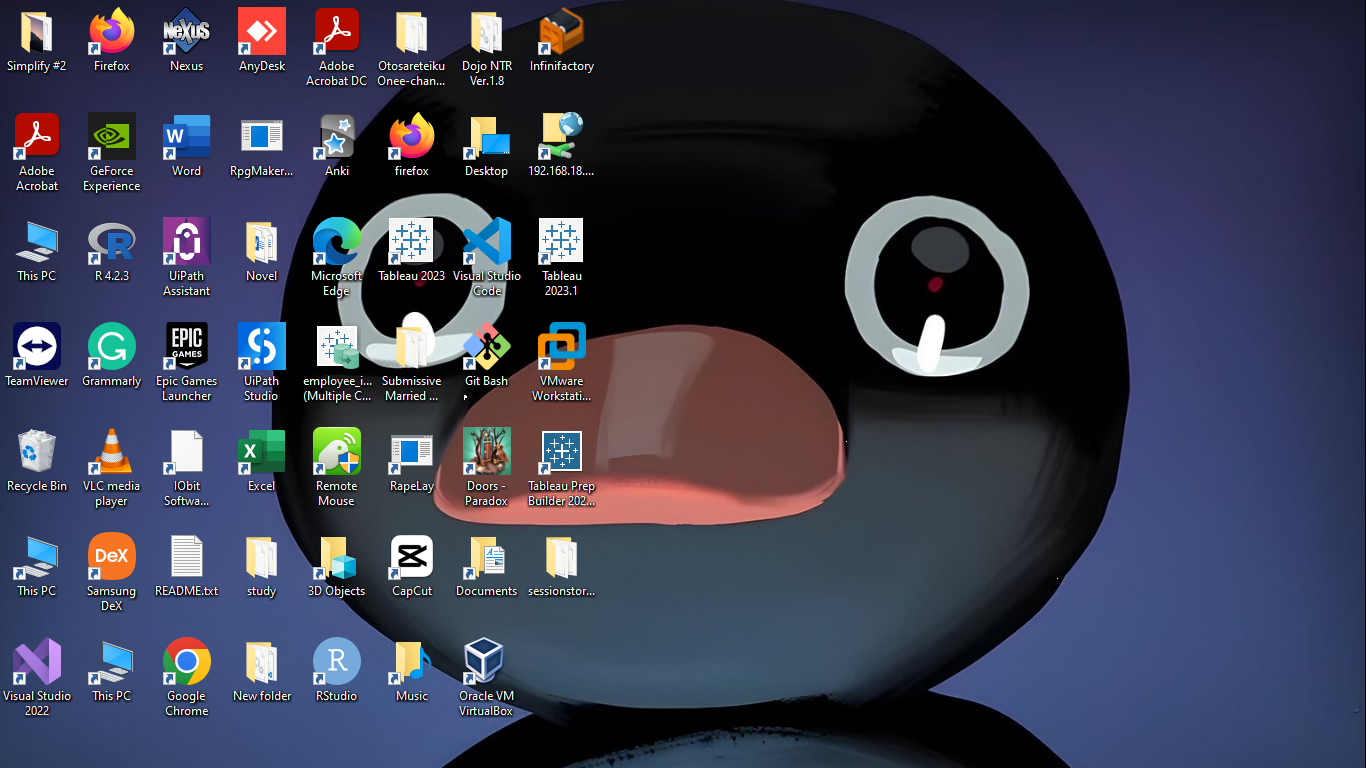 Simplify #2
Firefox
Nexus
AnyDesk
Adobe
Acrobat DC
Otosareteiku
Onee-chan...
Dojo NTR
Ver.1.8
Infinifactory
Adobe
Acrobat
GeForce
Experience
Word
RpgMaker...
Anki
firefox
Desktop
192.168.18....
This PC
R 4.2.3
UiPath
Assistant
Novel
Microsoft
Edge
Tableau 2023
Visual Studio
Code
Tableau
2023.1
TeamViewer
Grammarly
EPIC
GAMES
Epic Games
Launcher
UiPath
Studio
employee_i...
(Multiple C...
Submissive
Married ...
Git Bash
VMware
Workstati...
Recycle Bin
VLC media
player
IObit
Softwa...
Excel
Remote
Mouse
RapeLay
Doors -
Paradox
Tableau Prep
Builder 202...
This PC
DeX
Samsung
DeX
README.txt
study
3D Objects
CapCut
Documents
sessionstor...
Visual Studio
2022
This PC
Google
Chrome
New folder
RStudio
Music
Oracle VM
VirtualBox